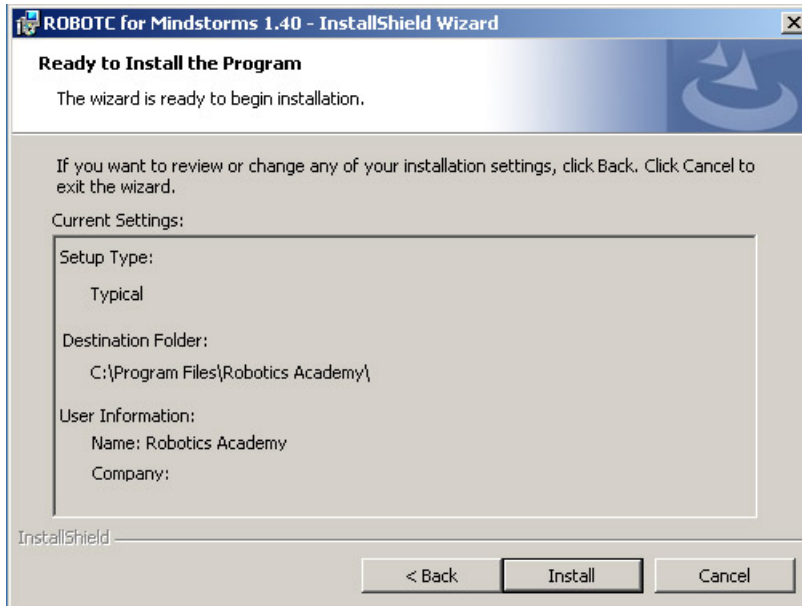 ROBOTC for Mindstorms 1.40 - InstallShield Wizard
Ready to Install the Program
The wizard is ready to begin installation.
If you want to review or change any of your installation settings, click Back. Click Cancel to
exit the wizard.
Current Settings:
Setup Type:
Typical
Destination Folder:
C:\Program Files\Robotics Academy\
User Information:
Name: Robotics Academy
Company:
InstallShield
< Back
Install
Cancel